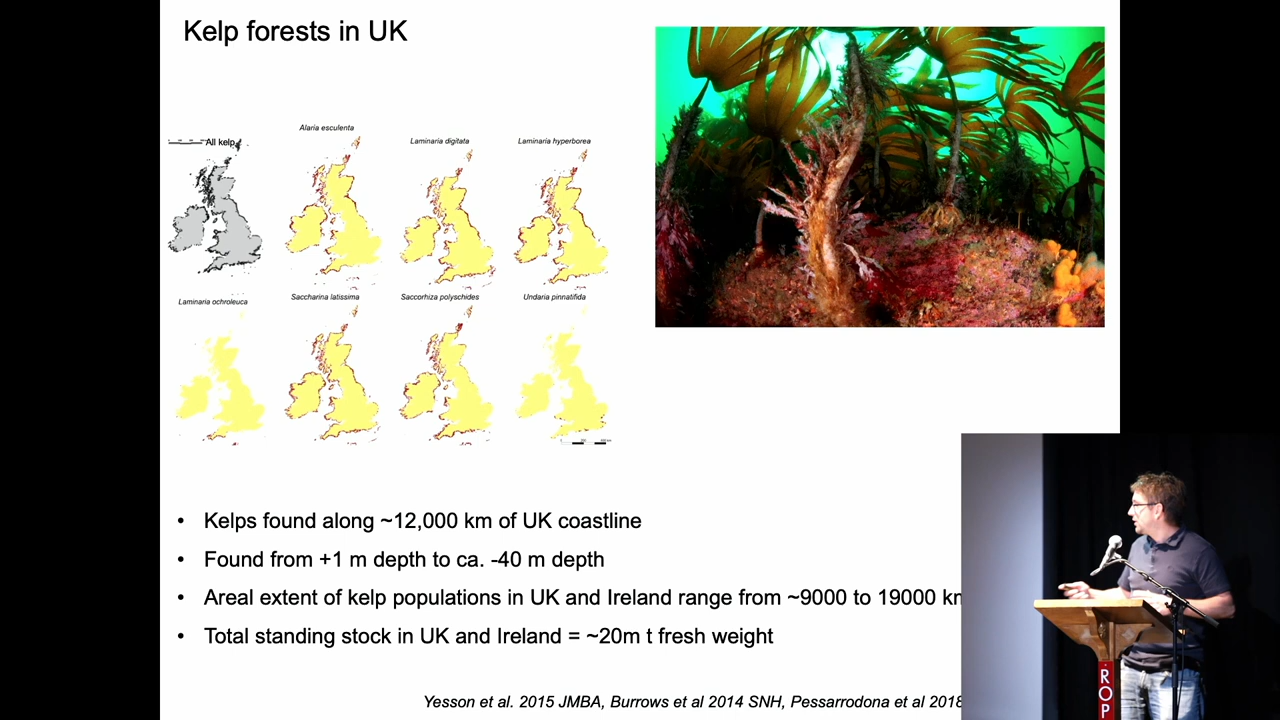 Kelp forests in UK
All kelp
Alaria esculenta
Laminaria digitata
Laminaria hyperborea
Laminaria ochroleuca
Saccharina latissima
Saccorhiza polyschides
Undaria pinnatifida
• Kelps found along ~12,000 km of UK coastline
• Found from +1 m depth to ca. -40 m depth
• Areal extent of kelp populations in UK and Ireland range from ~9000 to 19000
• Total standing stock in UK and Ireland = ~20m t fresh weight
Yesson et al. 2015 JMBA, Burrows et al 2014 SNH, Pessarrodona et al 2018
ROP